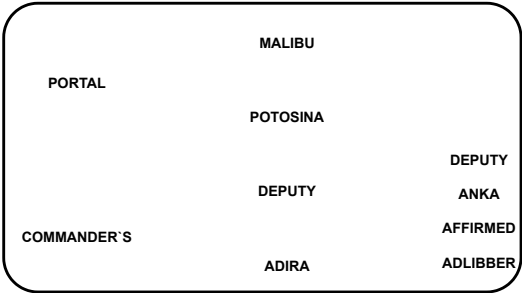 MALIBU
PORTAL
POTOSINA
DEPUTY
DEPUTY
ANKA
COMMANDER`S
AFFIRMED
ADIRA
ADLIBBER